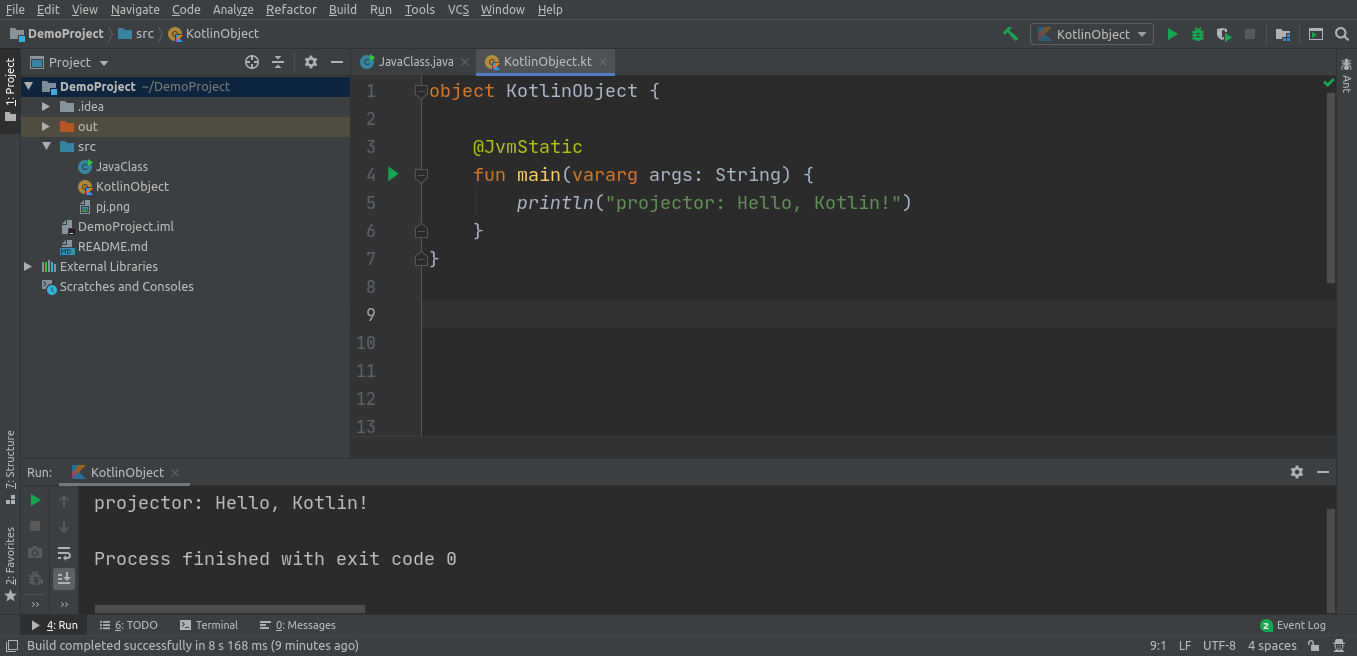 File Edit View Navigate Code Analyze Refactor Build Run Tools VCS Window Help
DemoProject src KotlinObject
KotlinObject
1: Project
Project
JavaClass.java
KotlinObject.kt
Ant
DemoProject ~/DemoProject
.idea
out
src
JavaClass
KotlinObject
pj.png
DemoProject.iml
README.md
External Libraries
Scratches and Consoles
1 object KotlinObject {
2
3 @JvmStatic
4 fun main(vararg args: String) {
5 println("projector: Hello, Kotlin!")
6 }
7 }
8
9
10
11
12
13
7: Structure
2: Favorites
Run: KotlinObject
projector: Hello, Kotlin!
Process finished with exit code 0
4: Run 6: TODO Terminal 0: Messages 2 Event Log
Build completed successfully in 8 s 168 ms (9 minutes ago) 9:1 LF UTF-8 4 spaces